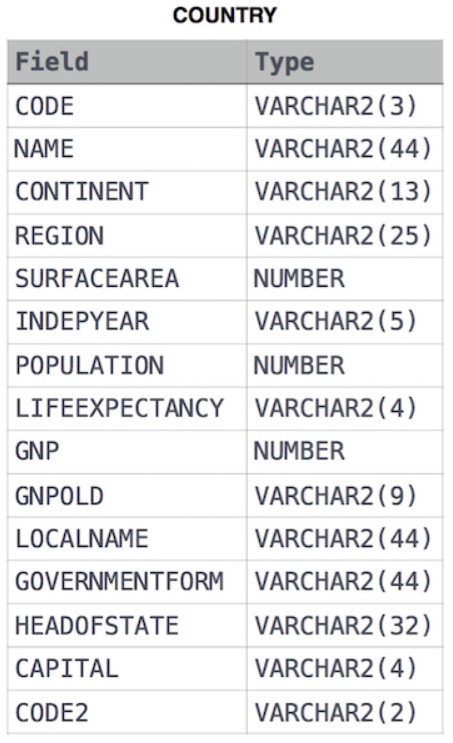 COUNTRY
Field Type
CODE VARCHAR2(3)
NAME VARCHAR2(44)
CONTINENT VARCHAR2(13)
REGION VARCHAR2(25)
SURFACEAREA NUMBER
INDEPYEAR VARCHAR2(5)
POPULATION NUMBER
LIFEEXPECTANCY VARCHAR2(4)
GNP NUMBER
GNPOLD VARCHAR2(9)
LOCALNAME VARCHAR2(44)
GOVERNMENTFORM VARCHAR2(44)
HEADOFSTATE VARCHAR2(32)
CAPITAL VARCHAR2(4)
CODE2 VARCHAR2(2)